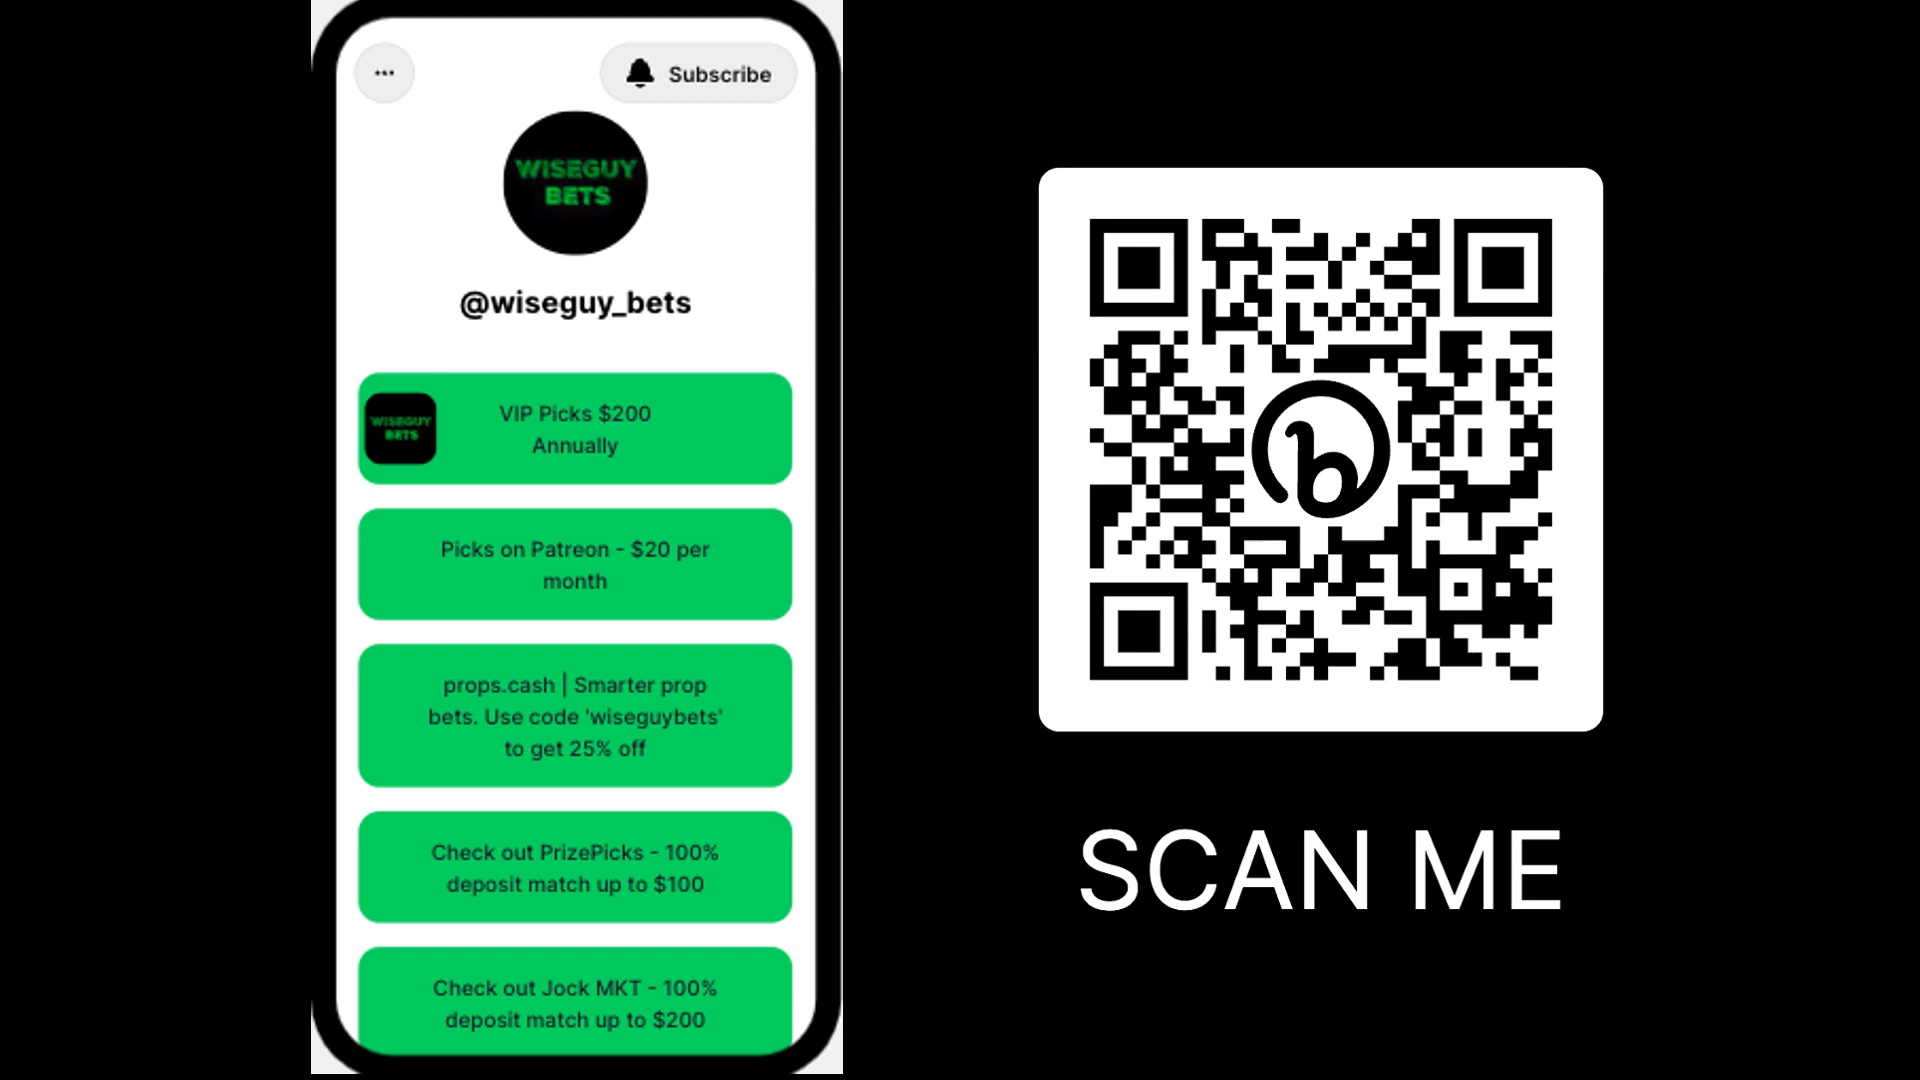 Subscribe
WISEGUY
BETS
@wiseguy_bets
WISEGUY
BETS
VIP Picks $200
Annually
Picks on Patreon - $20 per
month
props.cash | Smarter prop
bets. Use code 'wiseguybets'
to get 25% off
Check out PrizePicks - 100%
deposit match up to $100
Check out Jock MKT - 100%
deposit match up to $200
b
SCAN ME